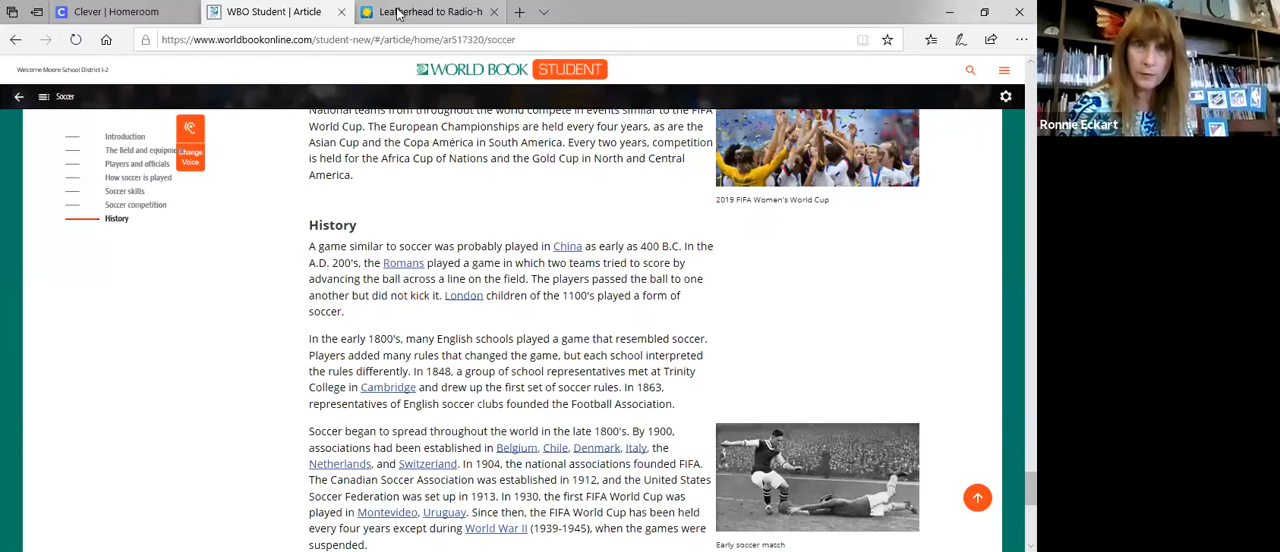 Clever | Homeroom
WBO Student | Article
Leatherhead to Radio-h
https://www.worldbookonline.com/student-new/#/article/home/ar517320/soccer
Welcome Moore School District I-2
WORLD BOOK STUDENT
Soccer
Introduction
The field and equipme
Players and officials
How soccer is played
Soccer skills
Soccer competition
History
Change
Voice
National teams from throughout the world compete in events similar to the FIFA
World Cup. The European Championships are held every four years, as are the
Asian Cup and the Copa América in South America. Every two years, competition
is held for the Africa Cup of Nations and the Gold Cup in North and Central
America.
2019 FIFA Women's World Cup
History
A game similar to soccer was probably played in China as early as 400 B.C. In the
A.D. 200's, the Romans played a game in which two teams tried to score by
advancing the ball across a line on the field. The players passed the ball to one
another but did not kick it. London children of the 1100's played a form of
soccer.
In the early 1800's, many English schools played a game that resembled soccer.
Players added many rules that changed the game, but each school interpreted
the rules differently. In 1848, a group of school representatives met at Trinity
College in Cambridge and drew up the first set of soccer rules. In 1863,
representatives of English soccer clubs founded the Football Association.
Soccer began to spread throughout the world in the late 1800's. By 1900,
associations had been established in Belgium, Chile, Denmark, Italy, the
Netherlands, and Switzerland. In 1904, the national associations founded FIFA.
The Canadian Soccer Association was established in 1912, and the United States
Soccer Federation was set up in 1913. In 1930, the first FIFA World Cup was
played in Montevideo, Uruguay. Since then, the FIFA World Cup has been held
every four years except during World War II (1939-1945), when the games were
suspended.
Early soccer match
Ronnie Eckart